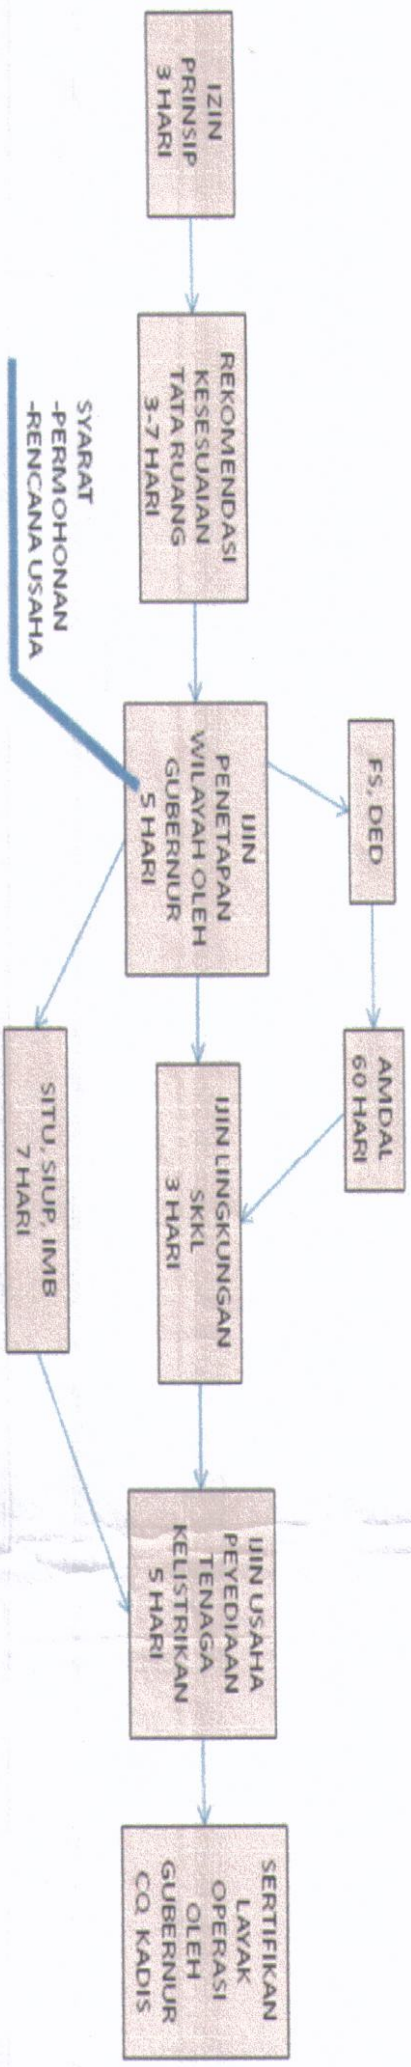 IZIN
PRINSIP
3 HARI
REKOMENDASI
KESESUAIAN
TATA RUANG
3-7 HARI
SYARAT
-PERMOHONAN
-RENCANA USAHA
IJIN
PENETAPAN
WILAYAH OLEH
GUBERNUR
5 HARI
FS, DED
AMDAL
60 HARI
IJIN LINGKUNGAN
SKKL
3 HARI
SITU, SIUP, IMB
7 HARI
IJIN USAHA
PEYEDIAAN
TENAGA
KELISTRIKAN
5 HARI
SERTIFIKAN
LAYAK
OPERASI
OLEH
GUBERNUR
CQ. KADIS